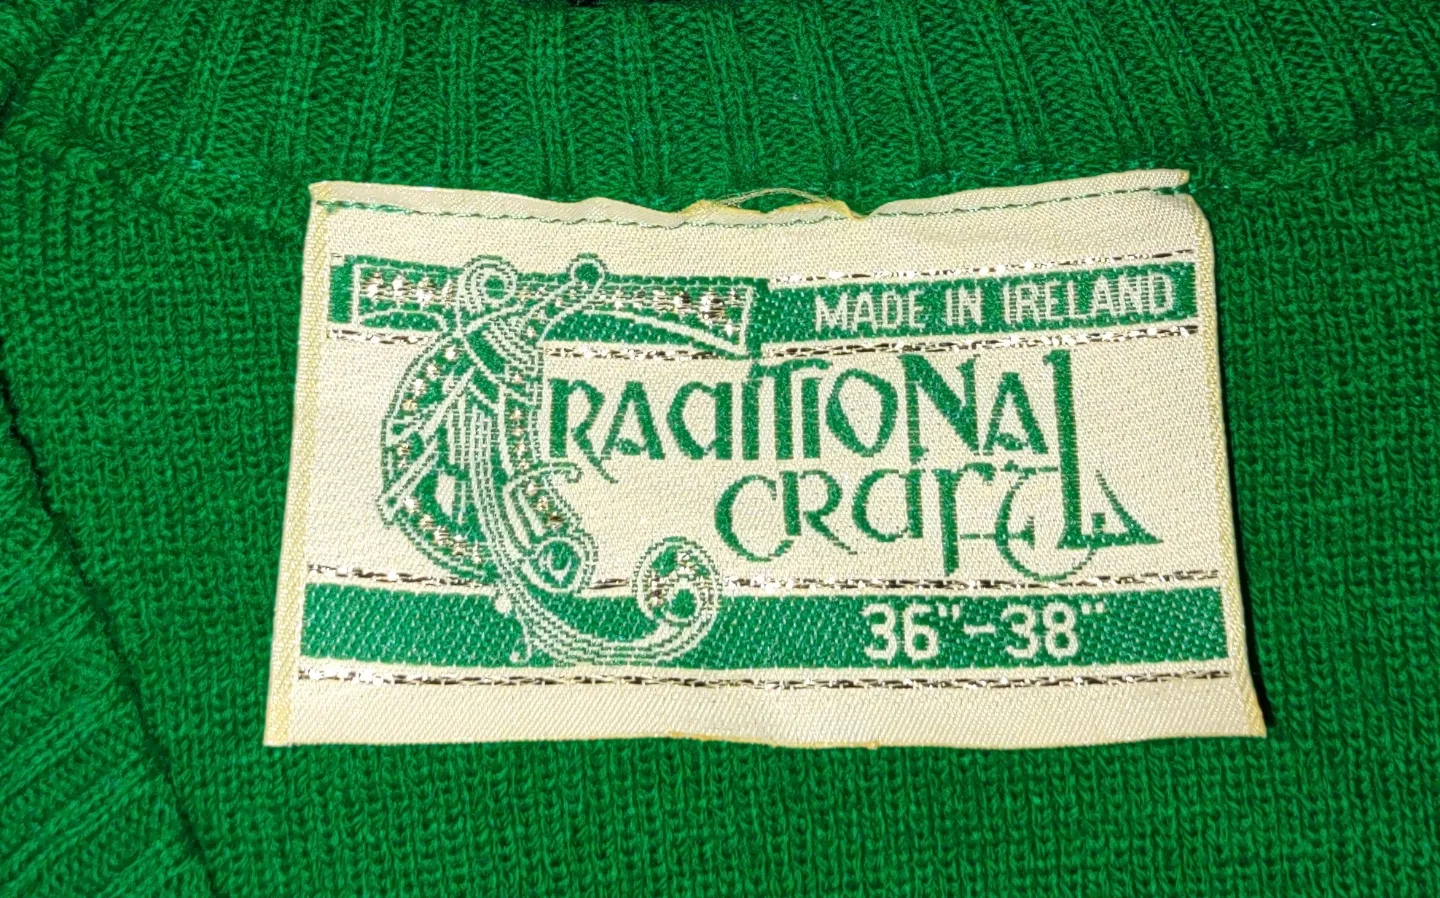 MADE IN IRELAND
TRADITIONAL
CRAFT
36"-38"